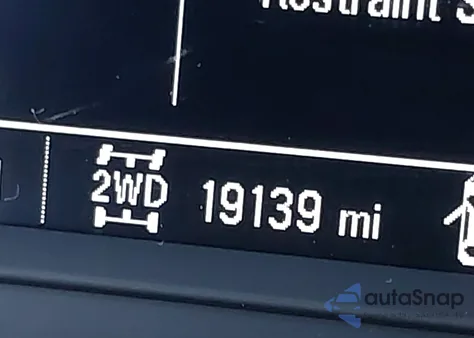 Restraint S
2WD
19139 mi
autaSnap